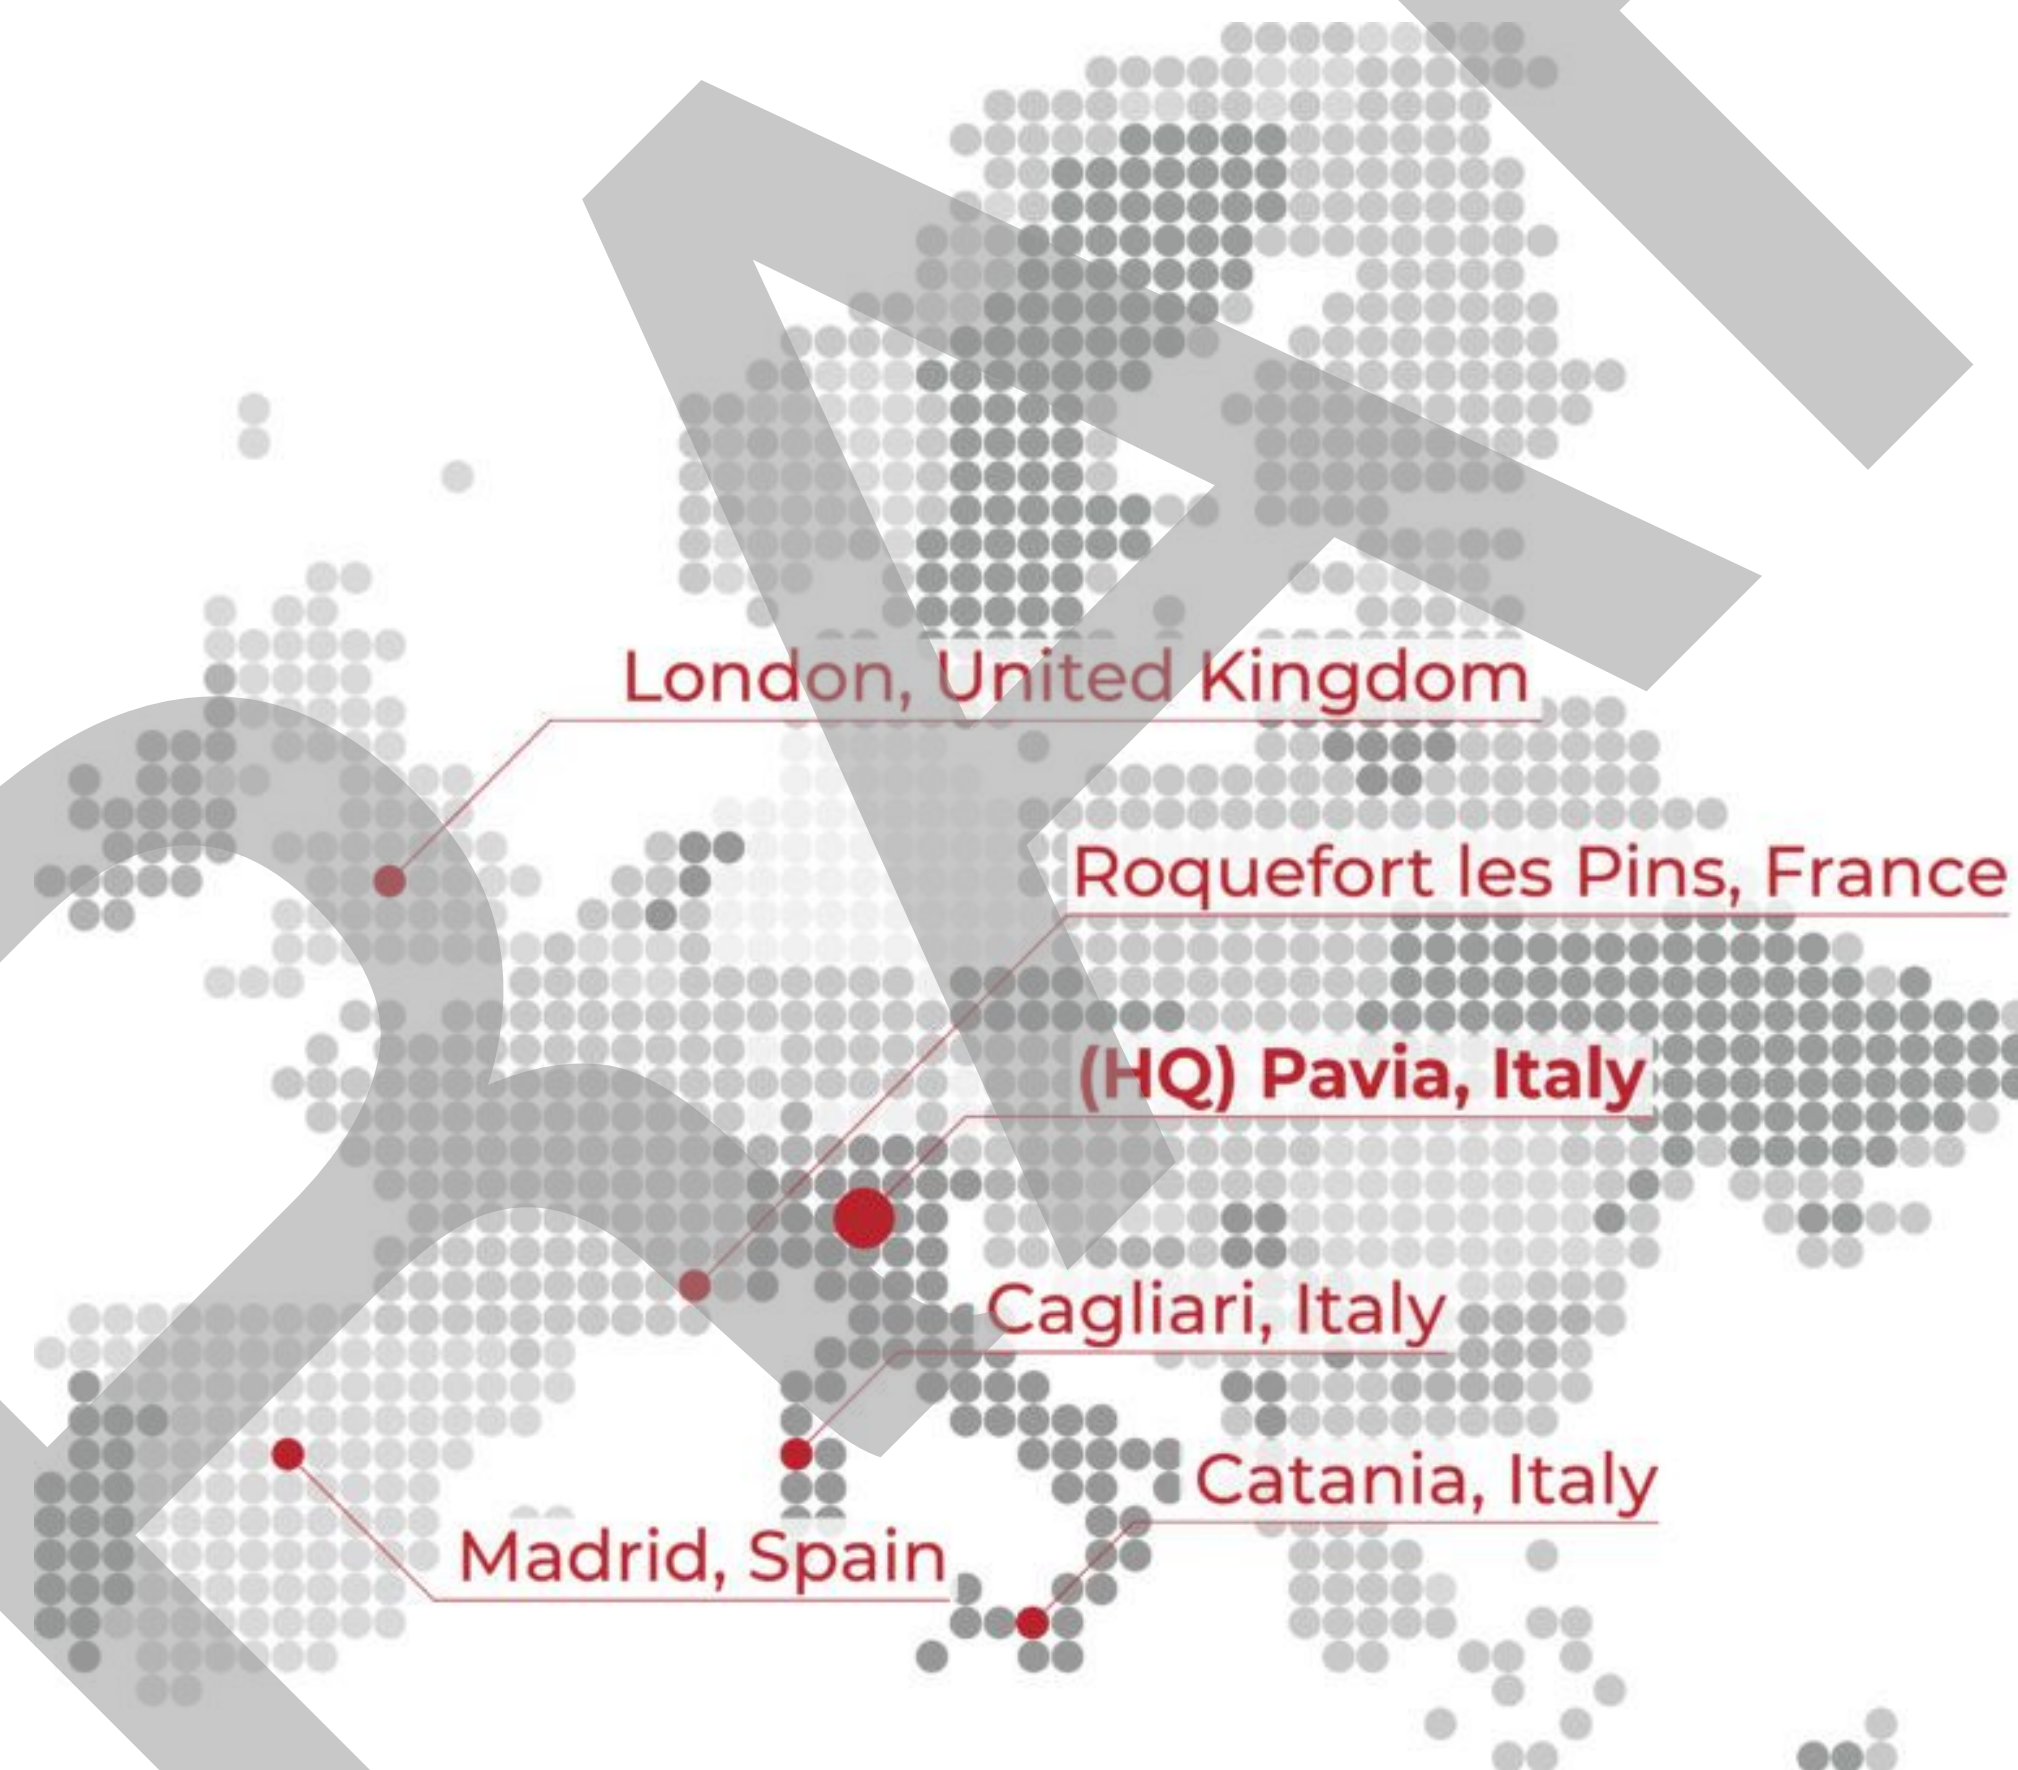 London, United Kingdom
Roquefort les Pins, France
(HQ) Pavia, Italy
Cagliari, Italy
Catania, Italy
Madrid, Spain